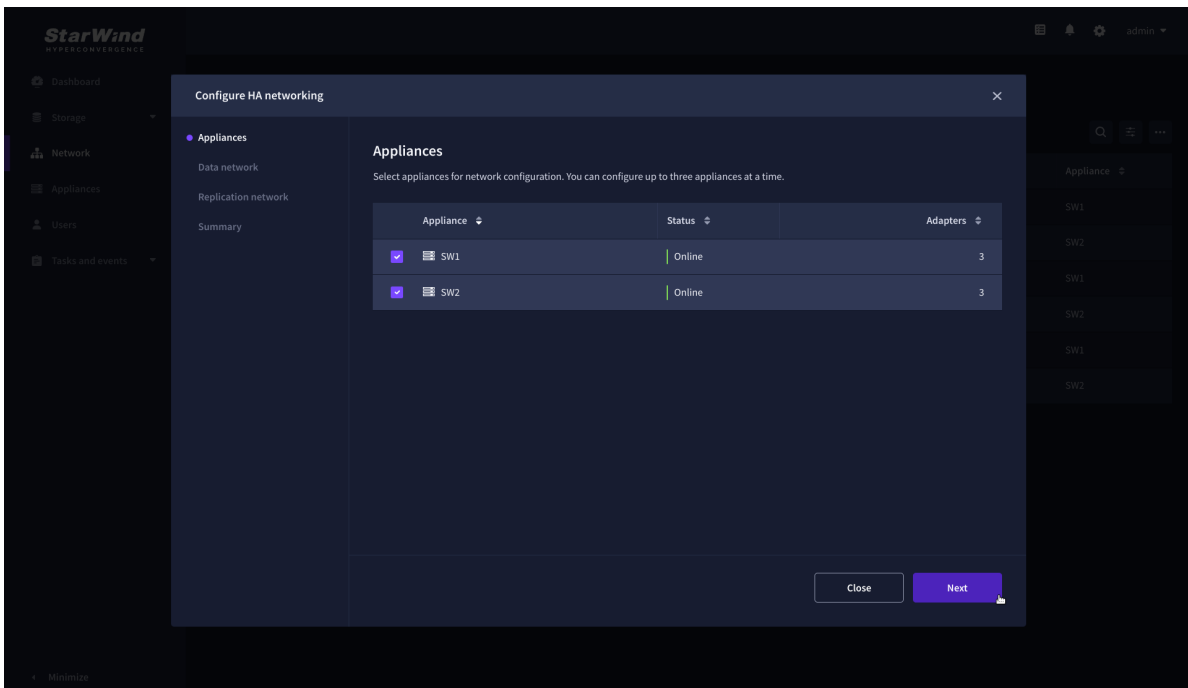 StarWind
HYPERCONVERGENCE
admin
Dashboard
Storage
Network
Appliances
Users
Tasks and events
Minimize
Configure HA networking
Appliances
Data network
Replication network
Summary
Appliances
Select appliances for network configuration. You can configure up to three appliances at a time.
Appliance Status Adapters
SW1 Online 3
SW2 Online 3
Close Next
Appliance
SW1
SW2
SW1
SW2
SW1
SW2